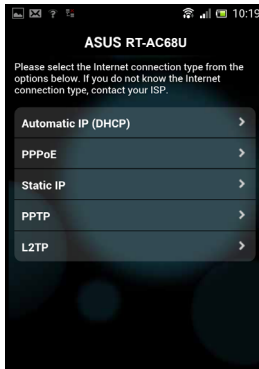 10:19
ASUS RT-AC68U
Please select the Internet connection type from the
options below. If you do not know the Internet
connection type, contact your ISP.
Automatic IP (DHCP)
PPPoE
Static IP
PPTP
L2TP